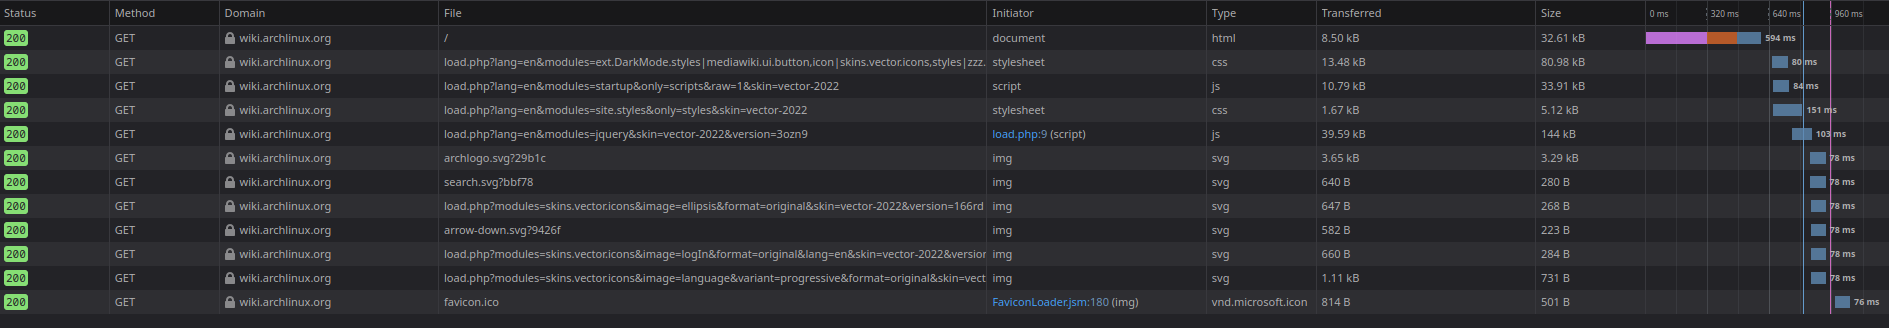 Status Method Domain File Initiator Type Transferred Size 0 ms 320 ms 640 ms 960 ms
200 GET wiki.archlinux.org / document html 8.50 kB 32.61 kB 594 ms
200 GET wiki.archlinux.org load.php?lang=en&modules=ext.DarkMode.styles|mediawiki.ui.button,icon|skins.vector.icons,styles|zzz. stylesheet css 13.48 kB 80.98 kB 80 ms
200 GET wiki.archlinux.org load.php?lang=en&modules=startup&only=scripts&raw=1&skin=vector-2022 script js 10.79 kB 33.91 kB 84 ms
200 GET wiki.archlinux.org load.php?lang=en&modules=site.styles&only=styles&skin=vector-2022 stylesheet css 1.67 kB 5.12 kB 151 ms
200 GET wiki.archlinux.org load.php?lang=en&modules=jquery&skin=vector-2022&version=3ozn9 load.php:9 (script) js 39.59 kB 144 kB 103 ms
200 GET wiki.archlinux.org archlogo.svg?29b1c img svg 3.65 kB 3.29 kB 78 ms
200 GET wiki.archlinux.org search.svg?bbf78 img svg 640 B 280 B 78 ms
200 GET wiki.archlinux.org load.php?modules=skins.vector.icons&image=ellipsis&format=original&skin=vector-2022&version=166rd img svg 647 B 268 B 78 ms
200 GET wiki.archlinux.org arrow-down.svg?9426f img svg 582 B 223 B 78 ms
200 GET wiki.archlinux.org load.php?modules=skins.vector.icons&image=logIn&format=original&lang=en&skin=vector-2022&version img svg 660 B 284 B 78 ms
200 GET wiki.archlinux.org load.php?modules=skins.vector.icons&image=language&variant=progressive&format=original&skin=vect img svg 1.11 kB 731 B 78 ms
200 GET wiki.archlinux.org favicon.ico FaviconLoader.jsm:180 (img) vnd.microsoft.icon 814 B 501 B 76 ms